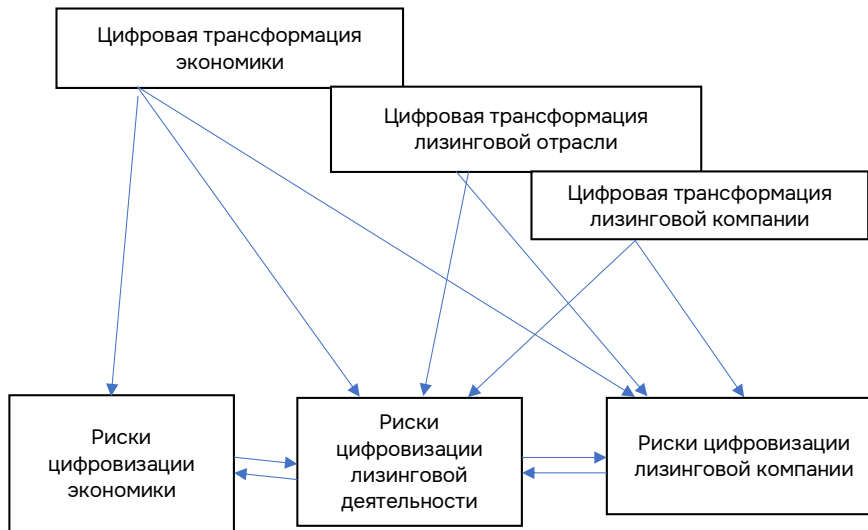 Цифровая трансформация
экономики
Цифровая трансформация
лизинговой отрасли
Цифровая трансформация
лизинговой компании
Риски
цифровизации
экономики
Риски
цифровизации
лизинговой
деятельности
Риски цифровизации
лизинговой компании